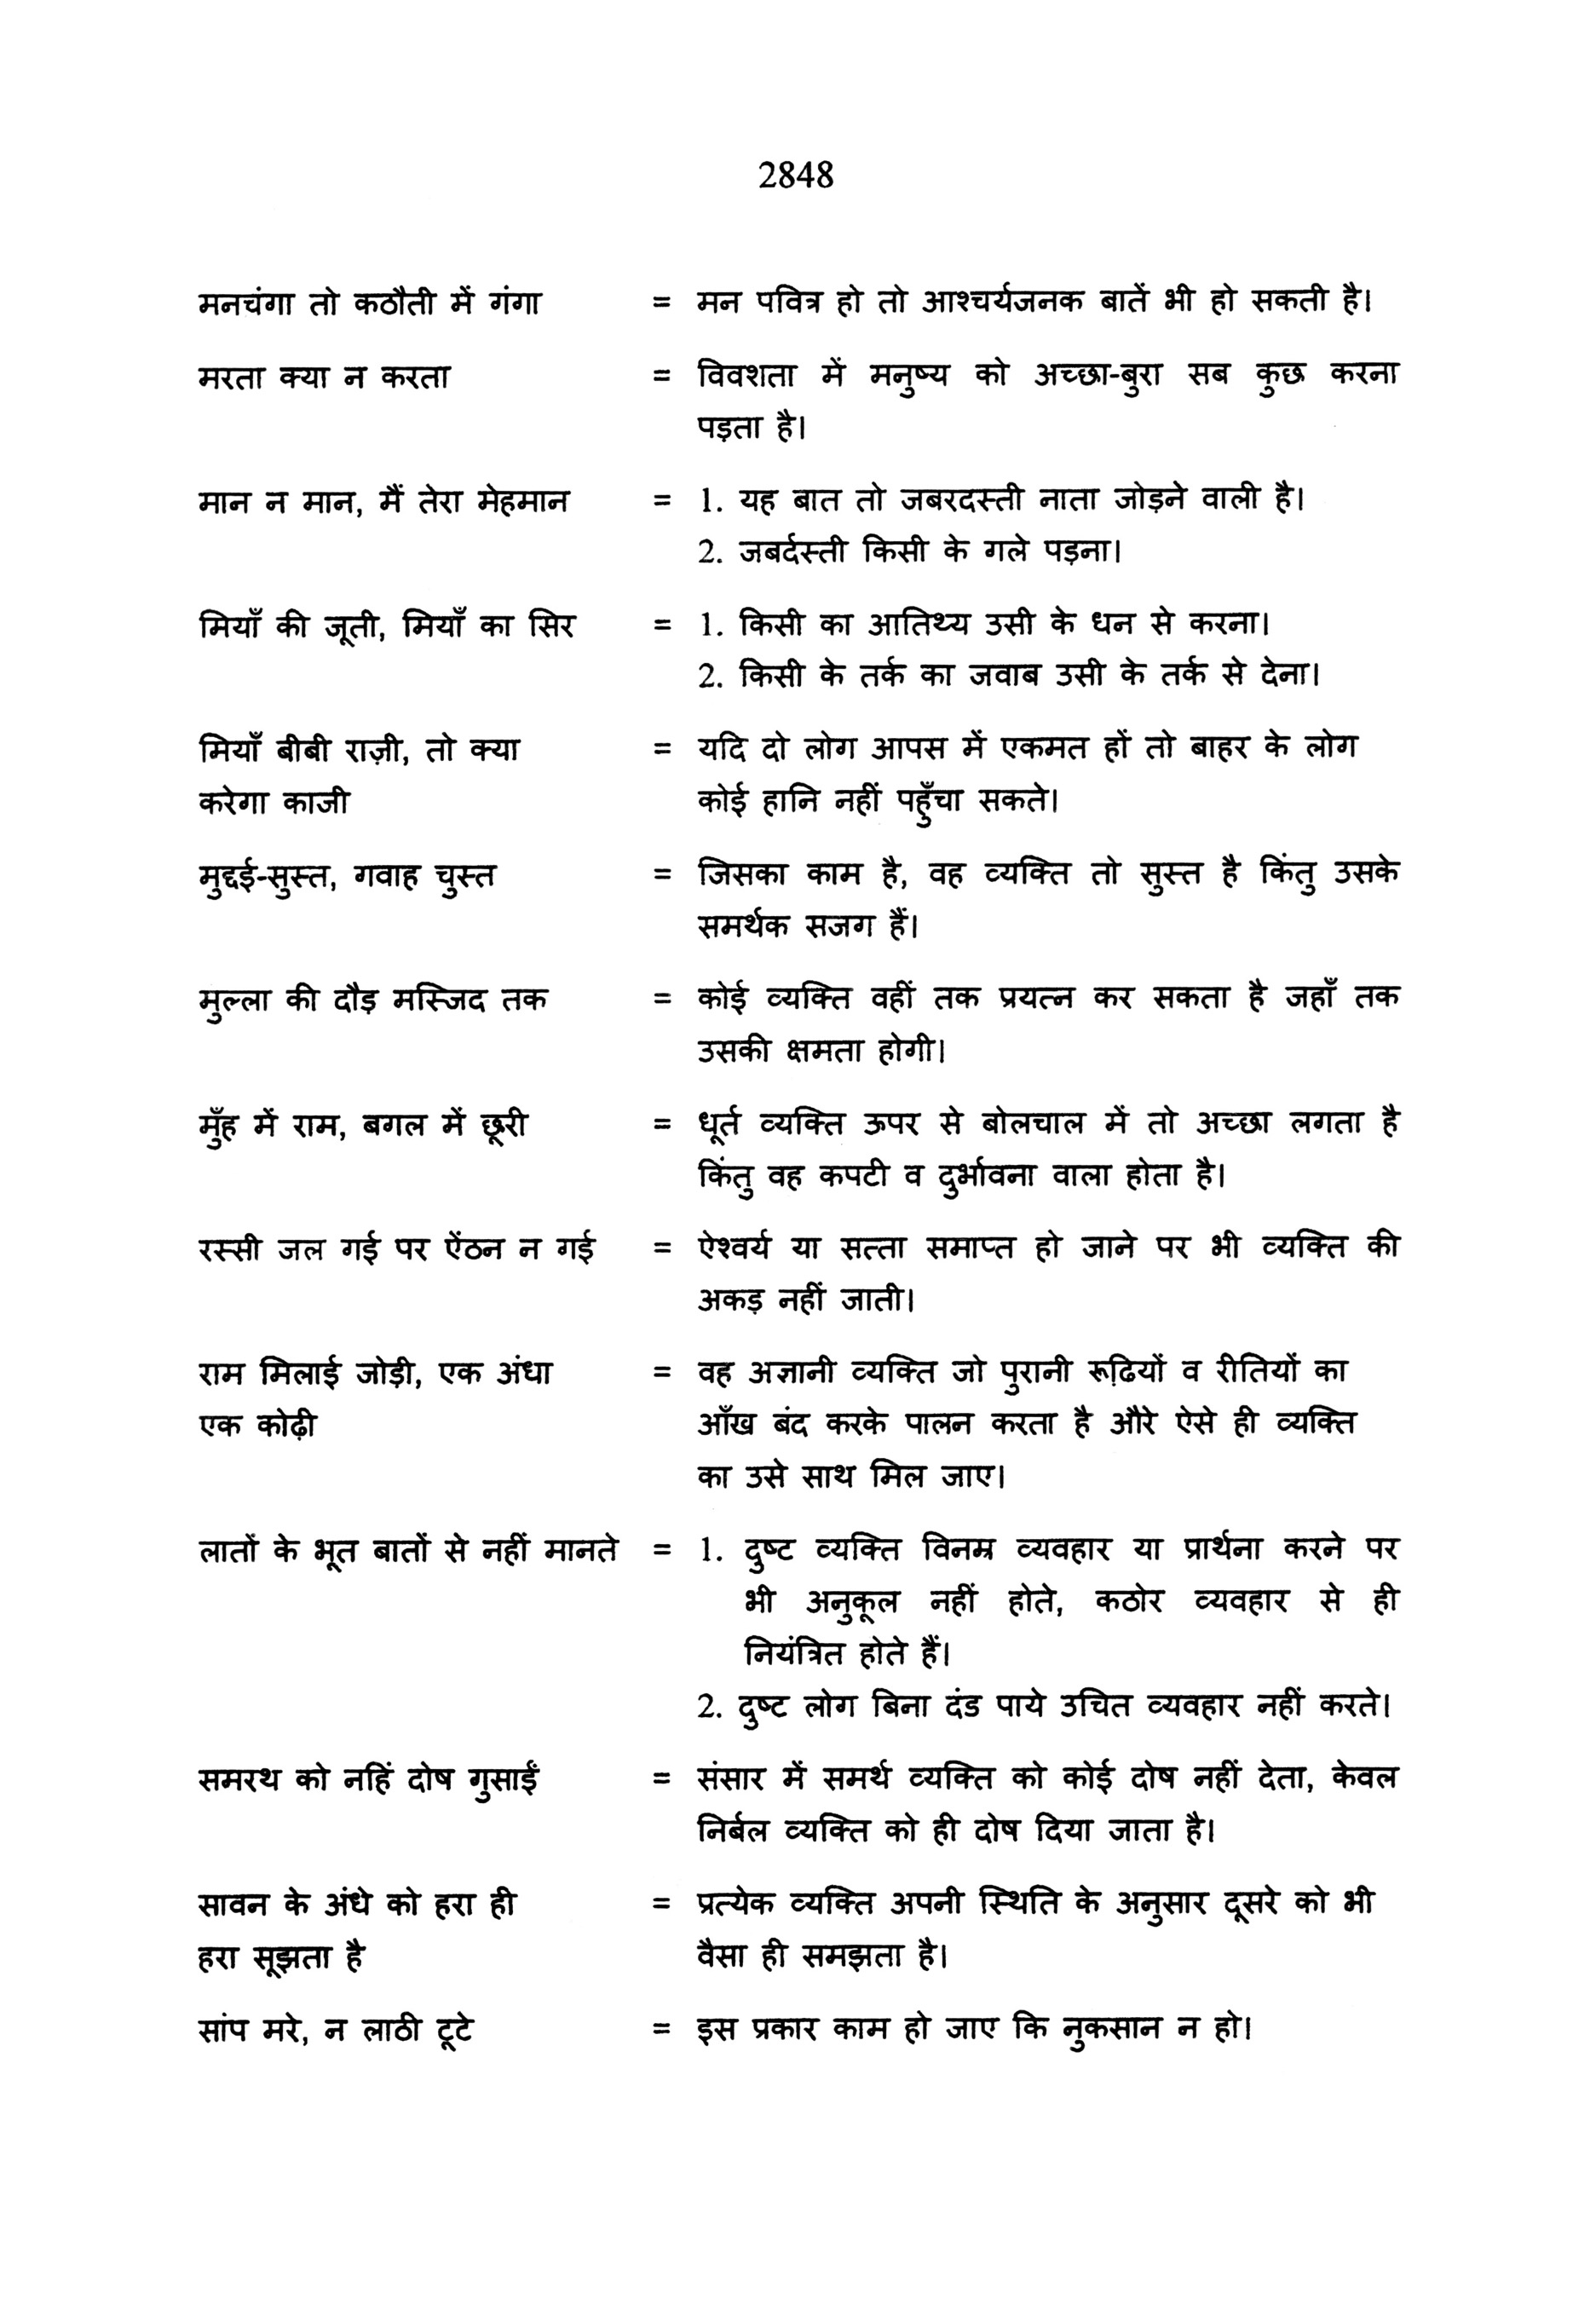 2848
मनचंगा तो कठौती में गंगा = मन पवित्र हो तो आश्चर्यजनक बातें भी हो सकती है।
मरता क्या न करता = विवशता में मनुष्य को अच्छा-बुरा सब कुछ करना
पड़ता है।
मान न मान, मैं तेरा मेहमान = 1. यह बात तो जबरदस्ती नाता जोड़ने वाली है।
2. जबर्दस्ती किसी के गले पड़ना।
मियाँ की जूती, मियाँ का सिर = 1. किसी का आतिथ्य उसी के धन से करना।
2. किसी के तर्क का जवाब उसी के तर्क से देना।
मियाँ बीबी राज़ी, तो क्या = यदि दो लोग आपस में एकमत हों तो बाहर के लोग
करेगा काजी कोई हानि नहीं पहुँचा सकते।
मुद्दई-सुस्त, गवाह चुस्त = जिसका काम है, वह व्यक्ति तो सुस्त है किंतु उसके
समर्थक सजग हैं।
मुल्ला की दौड़ मस्जिद तक = कोई व्यक्ति वहीं तक प्रयत्न कर सकता है जहाँ तक
उसकी क्षमता होगी।
मुँह में राम, बगल में छूरी = धूर्त व्यक्ति ऊपर से बोलचाल में तो अच्छा लगता है
किंतु वह कपटी व दुर्भावना वाला होता है।
रस्सी जल गई पर ऐंठन न गई = ऐश्वर्य या सत्ता समाप्त हो जाने पर भी व्यक्ति की
अकड़ नहीं जाती।
राम मिलाई जोड़ी, एक अंधा = वह अज्ञानी व्यक्ति जो पुरानी रूढ़ियों व रीतियों का
एक कोढ़ी आँख बंद करके पालन करता है औरे ऐसे ही व्यक्ति
का उसे साथ मिल जाए।
लातों के भूत बातों से नहीं मानते = 1. दुष्ट व्यक्ति विनम्र व्यवहार या प्रार्थना करने पर
भी अनुकूल नहीं होते, कठोर व्यवहार से ही
नियंत्रित होते हैं।
2. दुष्ट लोग बिना दंड पाये उचित व्यवहार नहीं करते।
समरथ को नहिं दोष गुसाईं = संसार में समर्थ व्यक्ति को कोई दोष नहीं देता, केवल
निर्बल व्यक्ति को ही दोष दिया जाता है।
सावन के अंधे को हरा ही = प्रत्येक व्यक्ति अपनी स्थिति के अनुसार दूसरे को भी
हरा सूझता है वैसा ही समझता है।
सांप मरे, न लाठी टूटे = इस प्रकार काम हो जाए कि नुकसान न हो।